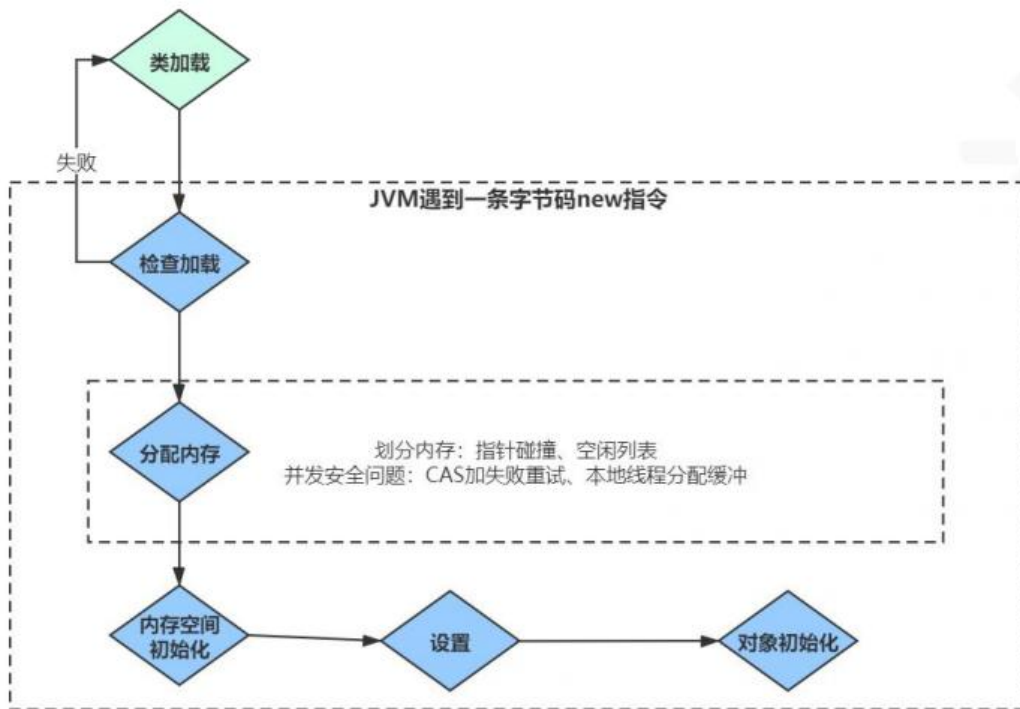 类加载
失败
JVM遇到一条字节码new指令
检查加载
分配内存
划分内存：指针碰撞、空闲列表
并发安全问题：CAS加失败重试、本地线程分配缓冲
内存空间
初始化
设置
对象初始化